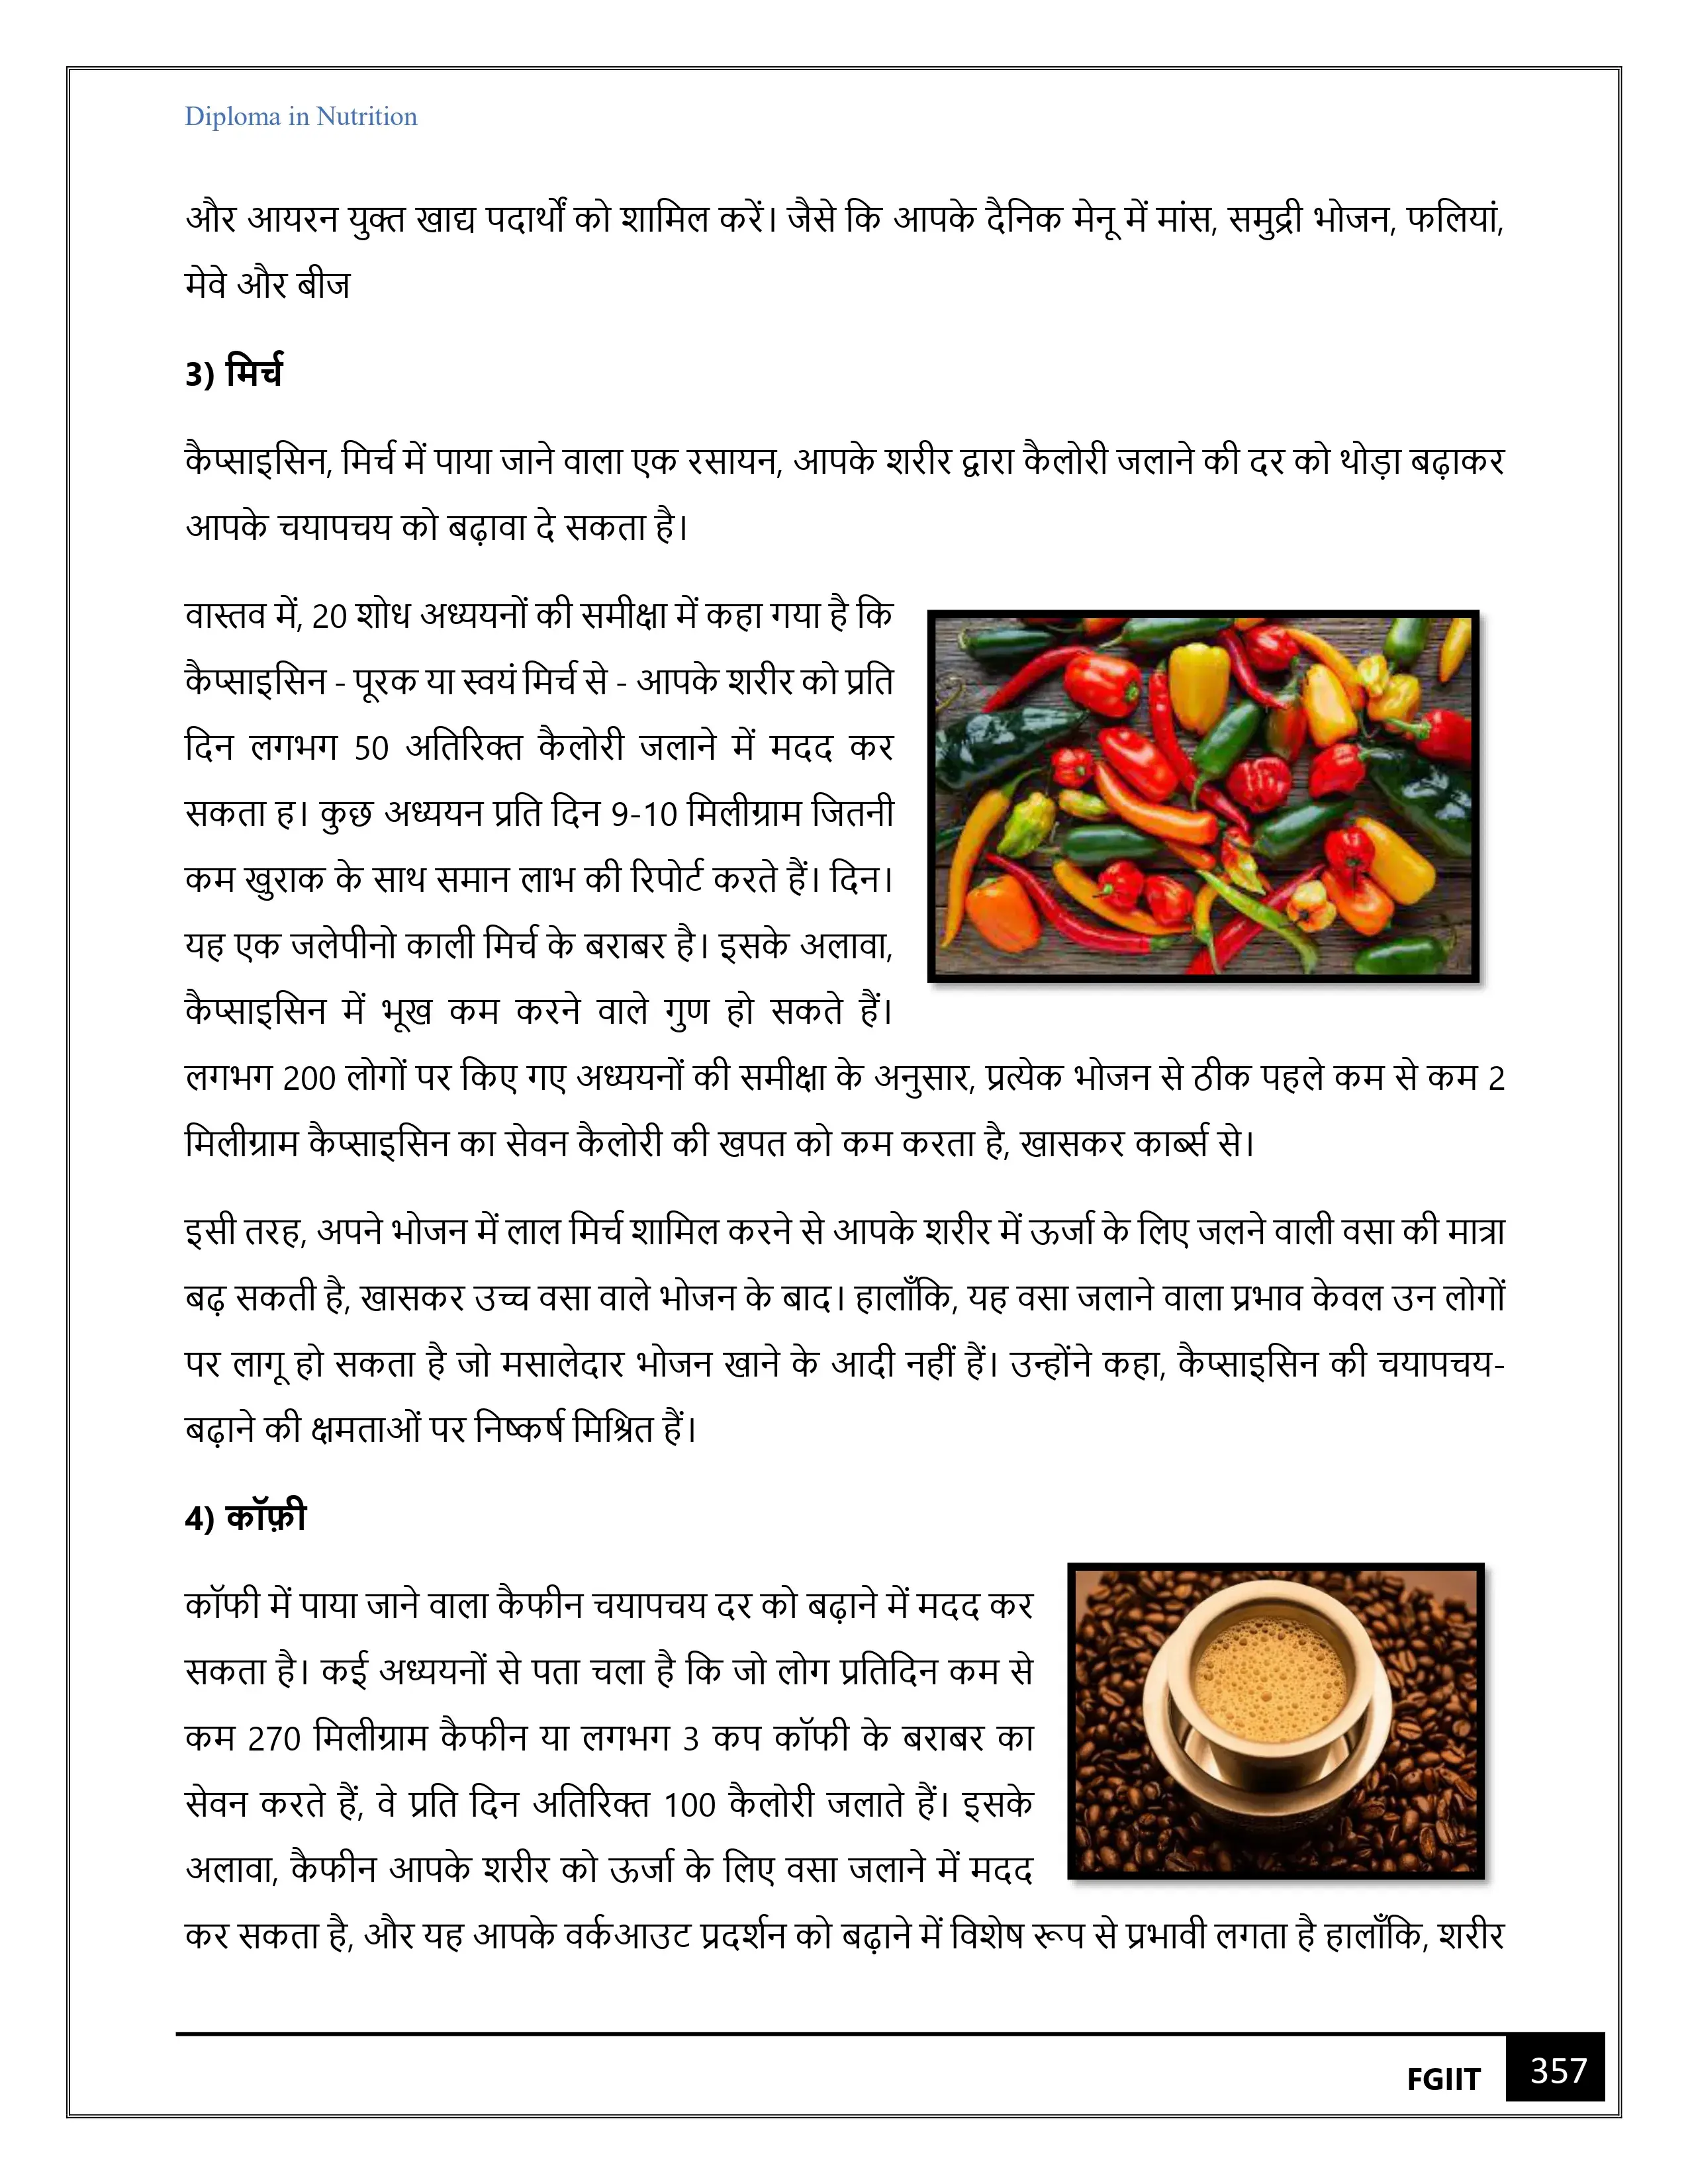 Diploma in Nutrition
और आयरन युक्त खाद्य पदार्थों को शामिल करें। जैसे कि आपके दैनिक मेनू में मांस, समुद्री भोजन, फलियां,
मेवे और बीज
3) मिर्च
कैप्साइसिन, मिर्च में पाया जाने वाला एक रसायन, आपके शरीर द्वारा कैलोरी जलाने की दर को थोड़ा बढ़ाकर
आपके चयापचय को बढ़ावा दे सकता है।
वास्तव में, 20 शोध अध्ययनों की समीक्षा में कहा गया है कि
कैप्साइसिन - पूरक या स्वयं मिर्च से - आपके शरीर को प्रति
दिन लगभग 50 अतिरिक्त कैलोरी जलाने में मदद कर
सकता ह। कुछ अध्ययन प्रति दिन 9-10 मिलीग्राम जितनी
कम खुराक के साथ समान लाभ की रिपोर्ट करते हैं। दिन।
यह एक जलेपीनो काली मिर्च के बराबर है। इसके अलावा,
कैप्साइसिन में भूख कम करने वाले गुण हो सकते हैं।
लगभग 200 लोगों पर किए गए अध्ययनों की समीक्षा के अनुसार, प्रत्येक भोजन से ठीक पहले कम से कम 2
मिलीग्राम कैप्साइसिन का सेवन कैलोरी की खपत को कम करता है, खासकर कार्ब्स से।
इसी तरह, अपने भोजन में लाल मिर्च शामिल करने से आपके शरीर में ऊर्जा के लिए जलने वाली वसा की मात्रा
बढ़ सकती है, खासकर उच्च वसा वाले भोजन के बाद। हालाँकि, यह वसा जलाने वाला प्रभाव केवल उन लोगों
पर लागू हो सकता है जो मसालेदार भोजन खाने के आदी नहीं हैं। उन्होंने कहा, कैप्साइसिन की चयापचय-
बढ़ाने की क्षमताओं पर निष्कर्ष मिश्रित हैं।
4) कॉफ़ी
कॉफी में पाया जाने वाला कैफीन चयापचय दर को बढ़ाने में मदद कर
सकता है। कई अध्ययनों से पता चला है कि जो लोग प्रतिदिन कम से
कम 270 मिलीग्राम कैफीन या लगभग 3 कप कॉफी के बराबर का
सेवन करते हैं, वे प्रति दिन अतिरिक्त 100 कैलोरी जलाते हैं। इसके
अलावा, कैफीन आपके शरीर को ऊर्जा के लिए वसा जलाने में मदद
कर सकता है, और यह आपके वर्कआउट प्रदर्शन को बढ़ाने में विशेष रूप से प्रभावी लगता है हालाँकि, शरीर
FGIIT 357